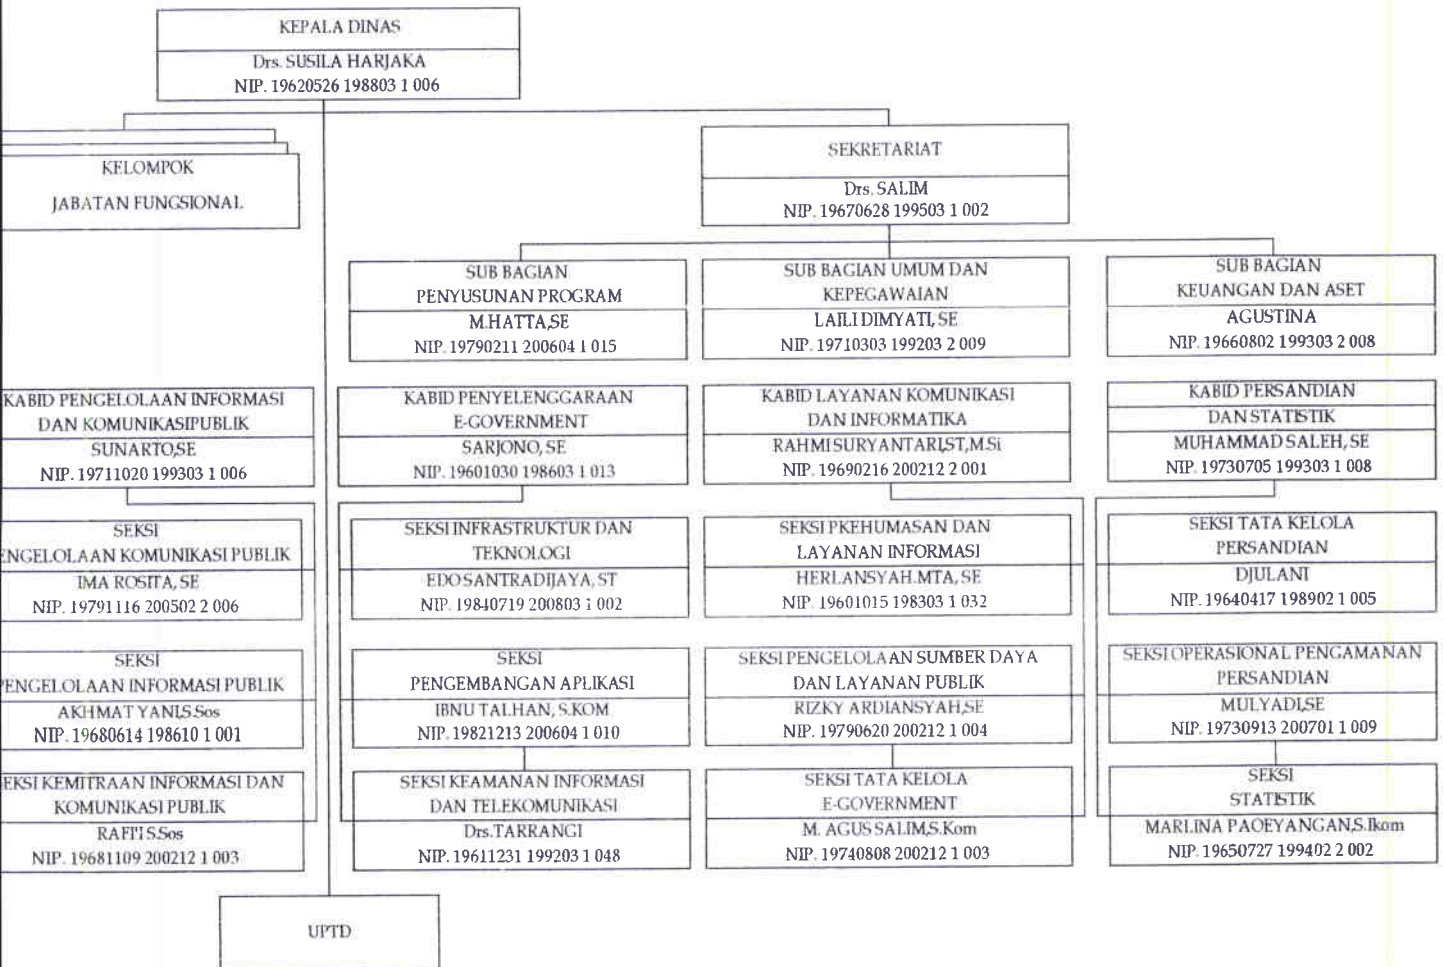 KEPALA DINAS
Drs. SUSILA HARJAKA
NIP. 19620526 198803 1 006
KELOMPOK
JABATAN FUNGSIONAL
SEKRETARIAT
Drs. SALIM
NIP. 19670628 199503 1 002
SUB BAGIAN
PENYUSUNAN PROGRAM
M.HATTA,SE
NIP. 19790211 200604 1 015
SUB BAGIAN UMUM DAN
KEPEGAWAIAN
LAILI DIMYATI, SE
NIP. 19710303 199203 2 009
SUB BAGIAN
KEUANGAN DAN ASET
AGUSTINA
NIP. 19660802 199303 2 008
KABID PENGELOLAAN INFORMASI
DAN KOMUNIKASIPUBLIK
SUNARTO,SE
NIP. 19711020 199303 1 006
KABID PENYELENGGARAAN
E-GOVERNMENT
SARJONO, SE
NIP. 19601030 198603 1 013
KABID LAYANAN KOMUNIKASI
DAN INFORMATIKA
RAHMI SURYANTARI,ST,M.Si
NIP. 19690216 200212 2 001
KABID PERSANDIAN
DAN STATISTIK
MUHAMMAD SALEH, SE
NIP. 19730705 199303 1 008
SEKSI
ENGELOLAAN KOMUNIKASI PUBLIK
IMA ROSITA, SE
NIP. 19791116 200502 2 006
SEKSI INFRASTRUKTUR DAN
TEKNOLOGI
EDO SANTRADIJAYA, ST
NIP. 19840719 200803 1 002
SEKSI PKEHUMASAN DAN
LAYANAN INFORMASI
HERLANSYAH.MTA, SE
NIP. 19601015 198303 1 032
SEKSI TATA KELOLA
PERSANDIAN
DJULANI
NIP. 19640417 198902 1 005
SEKSI
PENGELOLAAN INFORMASI PUBLIK
AKHMAT YANI,S.Sos
NIP. 19680614 198610 1 001
SEKSI
PENGEMBANGAN APLIKASI
IBNU TALHAN, S.KOM
NIP. 19821213 200604 1 010
SEKSI PENGELOLAAN SUMBER DAYA
DAN LAYANAN PUBLIK
RIZKY ARDIANSYAH,SE
NIP. 19790620 200212 1 004
SEKSI OPERASIONAL PENGAMANAN
PERSANDIAN
MULYADI,SE
NIP. 19730913 200701 1 009
EKSI KEMITRAAN INFORMASI DAN
KOMUNIKASI PUBLIK
RAFI'I S.Sos
NIP. 19681109 200212 1 003
SEKSI KEAMANAN INFORMASI
DAN TELEKOMUNIKASI
Drs.TARRANGI
NIP. 19611231 199203 1 048
SEKSI TATA KELOLA
E-GOVERNMENT
M. AGUS SALIM,S.Kom
NIP. 19740808 200212 1 003
SEKSI
STATISTIK
MARLINA PAOEYANGAN,S.Ikom
NIP. 19650727 199402 2 002
UPTD